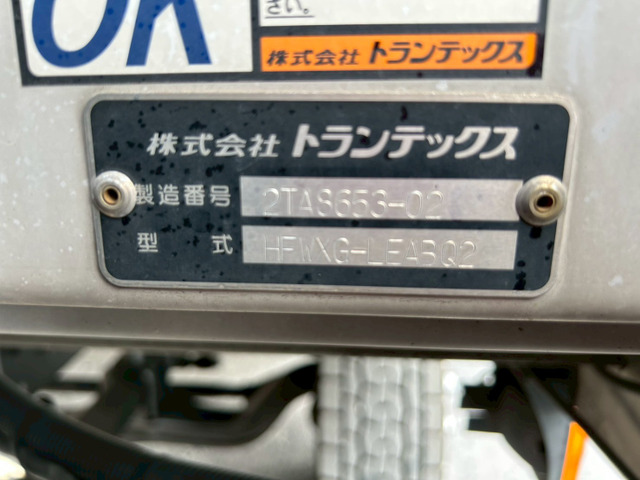 さい。
OK
株式会社 トランテックス
株式会社 トランテックス
製造番号 2TA8653-02
型 式 HFWXG-LEABQ2